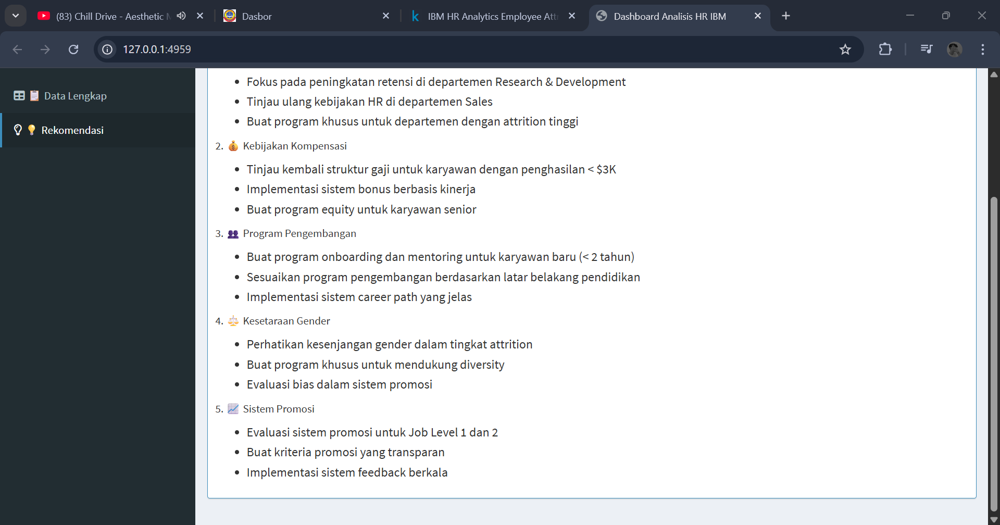 (83) Chill Drive - Aesthetic
Dasbor
IBM HR Analytics Employee Att
Dashboard Analisis HR IBM
127.0.0.1:4959
Data Lengkap
Rekomendasi
• Fokus pada peningkatan retensi di departemen Research & Development
• Tinjau ulang kebijakan HR di departemen Sales
• Buat program khusus untuk departemen dengan attrition tinggi
2. 💰 Kebijakan Kompensasi
• Tinjau kembali struktur gaji untuk karyawan dengan penghasilan < $3K
• Implementasi sistem bonus berbasis kinerja
• Buat program equity untuk karyawan senior
3. 👥 Program Pengembangan
• Buat program onboarding dan mentoring untuk karyawan baru (< 2 tahun)
• Sesuaikan program pengembangan berdasarkan latar belakang pendidikan
• Implementasi sistem career path yang jelas
4. ⚖️ Kesetaraan Gender
• Perhatikan kesenjangan gender dalam tingkat attrition
• Buat program khusus untuk mendukung diversity
• Evaluasi bias dalam sistem promosi
5. 📈 Sistem Promosi
• Evaluasi sistem promosi untuk Job Level 1 dan 2
• Buat kriteria promosi yang transparan
• Implementasi sistem feedback berkala